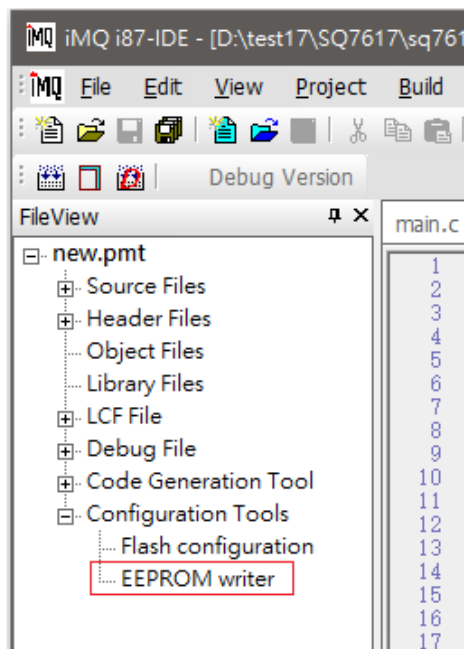 iMQ iMQ i87-IDE - [D:\test17\SQ7617\sq761
iMQ File Edit View Project Build
Debug Version
FileView
main.c
new.pmt
Source Files
Header Files
Object Files
Library Files
LCF File
Debug File
Code Generation Tool
Configuration Tools
Flash configuration
EEPROM writer
1
2
3
4
5
6
7
8
9
10
11
12
13
14
15
16
17